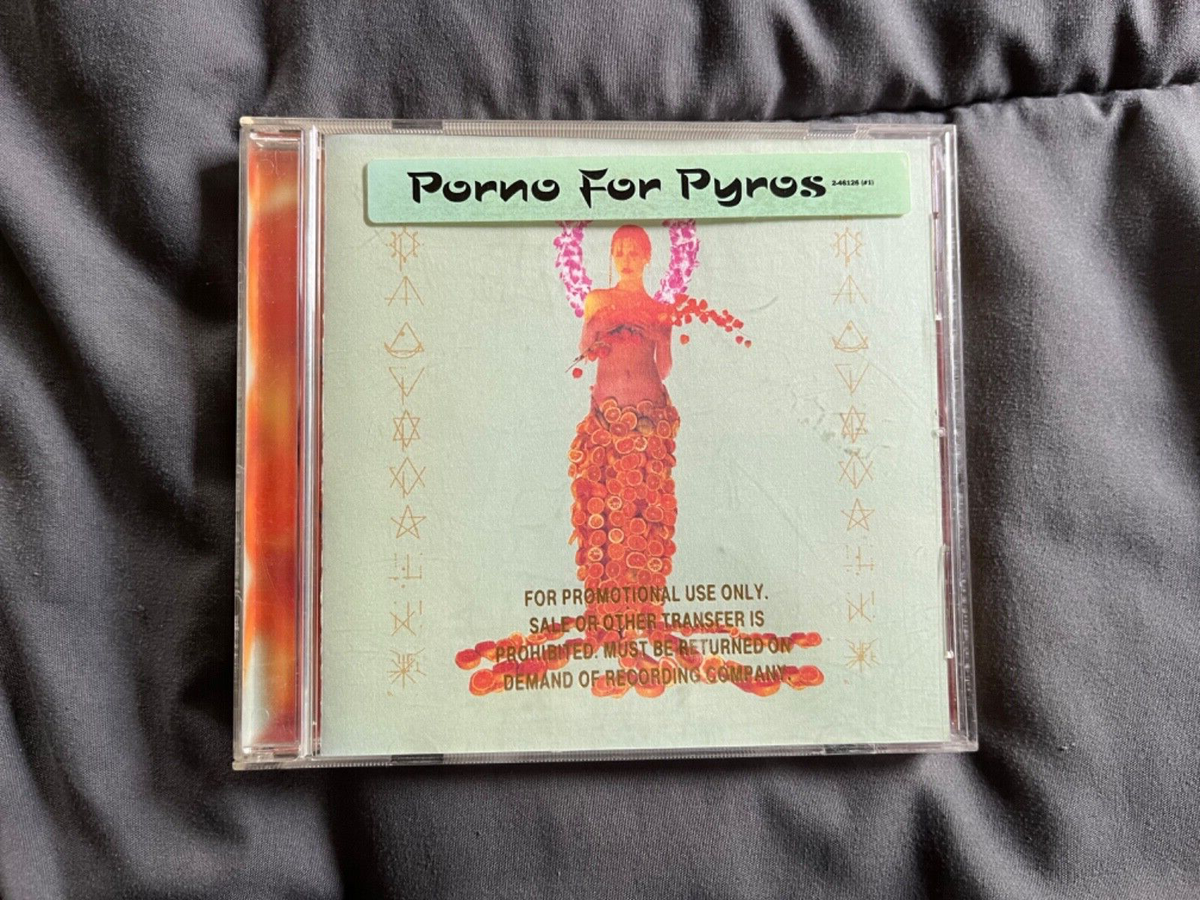 Porno For Pyros 2-46126 (#1)
FOR PROMOTIONAL USE ONLY.
SALE OR OTHER TRANSFER IS
PROHIBITED. MUST BE RETURNED ON
DEMAND OF RECORDING COMPANY.